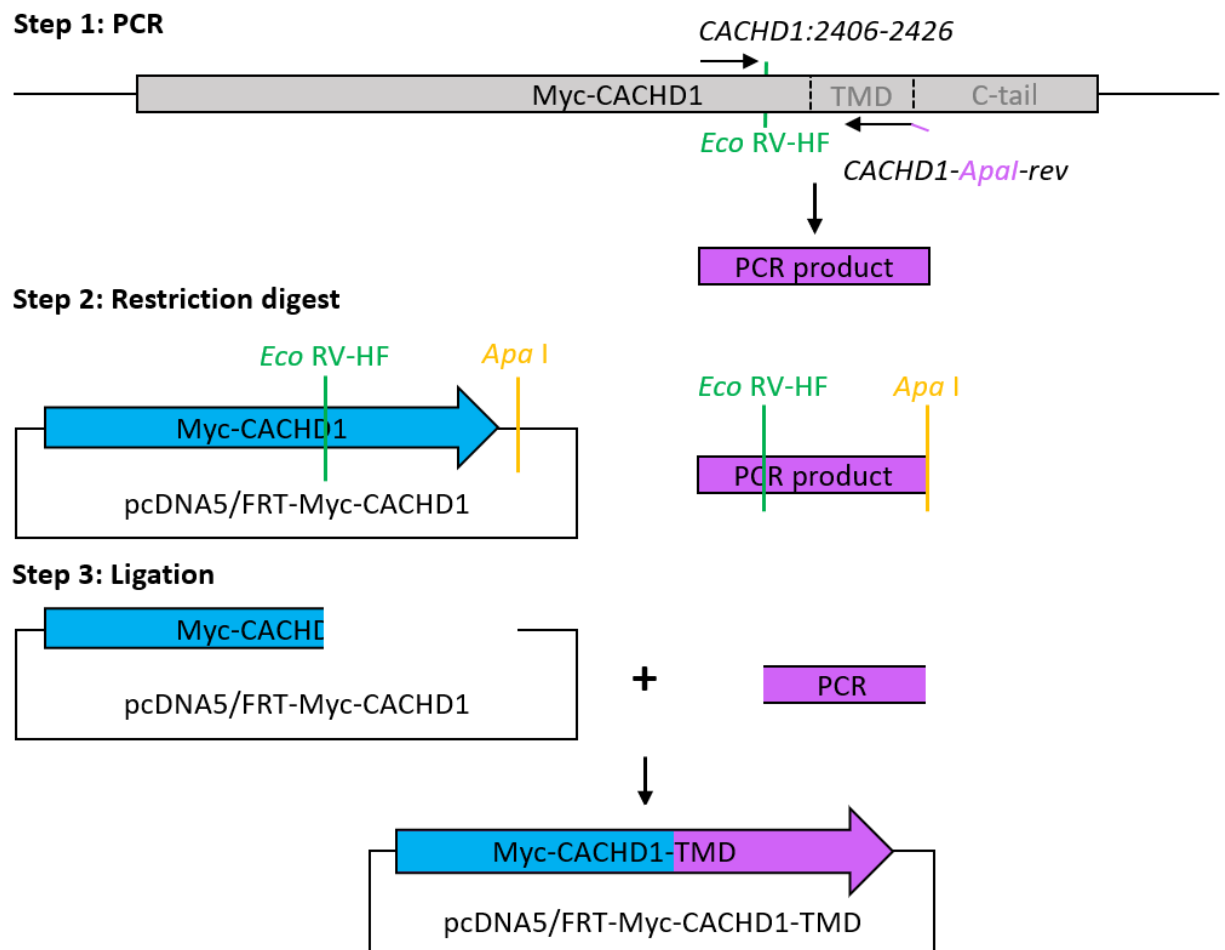 Step 1: PCR
CACHD1:2406-2426
Myc-CACHD1
TMD
C-tail
Eco RV-HF
CACHD1-ApaI-rev
PCR product
Step 2: Restriction digest
Eco RV-HF
Apa I
Myc-CACHD1
pcDNA5/FRT-Myc-CACHD1
Eco RV-HF
Apa I
PCR product
Step 3: Ligation
Myc-CACHD
pcDNA5/FRT-Myc-CACHD1
+
PCR
Myc-CACHD1-TMD
pcDNA5/FRT-Myc-CACHD1-TMD